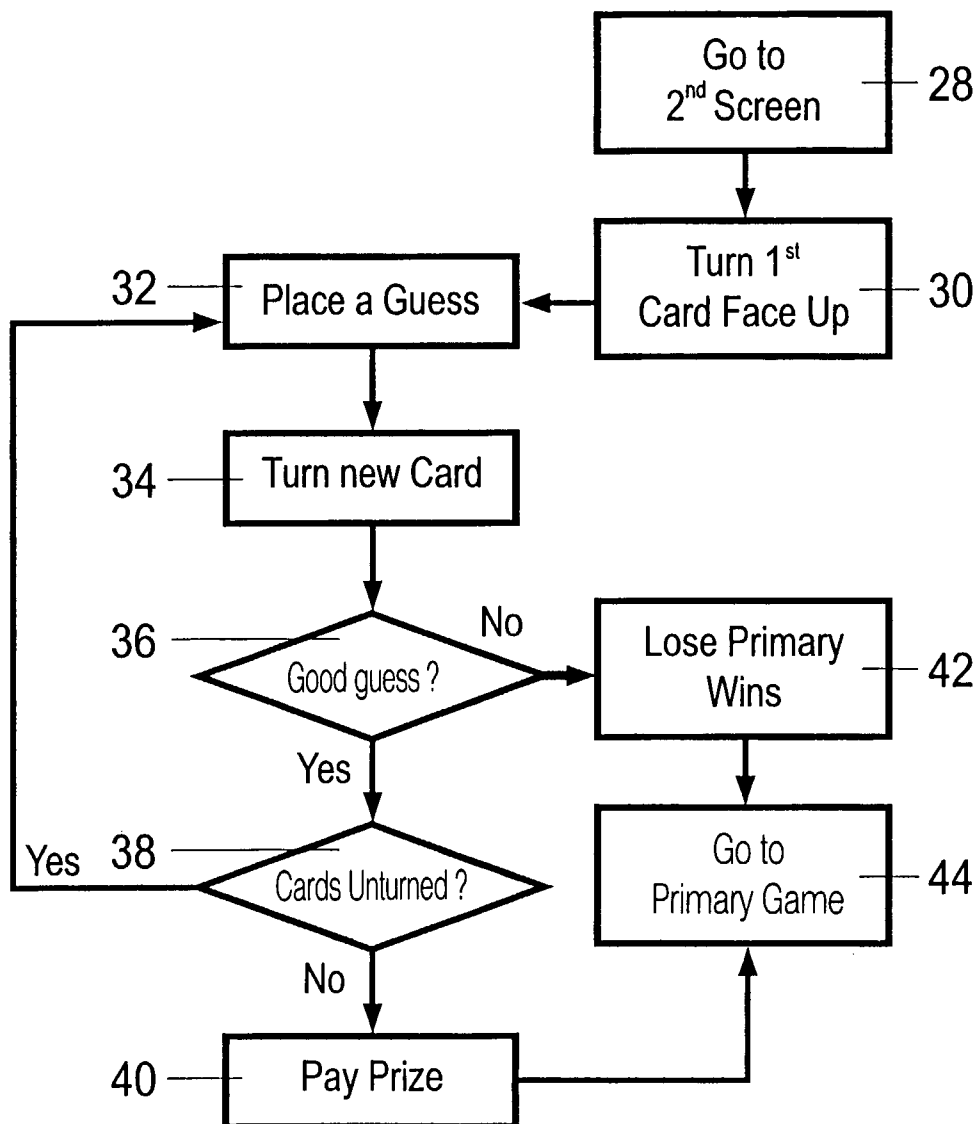 Go to
2nd Screen
28
Turn 1st
Card Face Up
30
32
Place a Guess
34
Turn new Card
36
Good guess ?
No
Lose Primary
Wins
42
Yes
38
Yes
Cards Unturned ?
Go to
Primary Game
44
No
40
Pay Prize